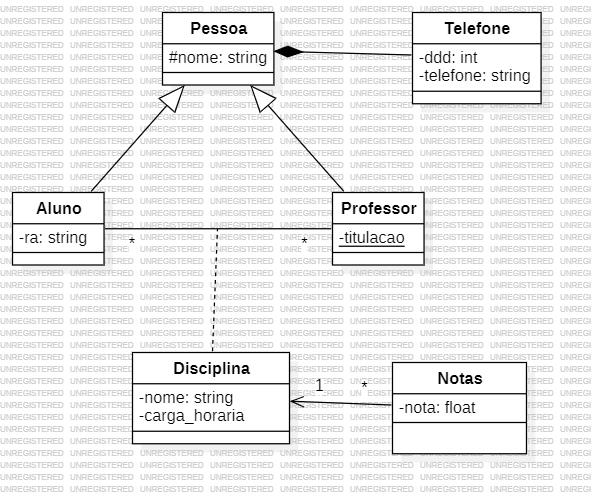 Pessoa
#nome: string
Telefone
-ddd: int
-telefone: string
Aluno
-ra: string
*
*
Professor
-titulacao
Disciplina
-nome: string
-carga_horaria
1
*
Notas
-nota: float
UNREGISTERED